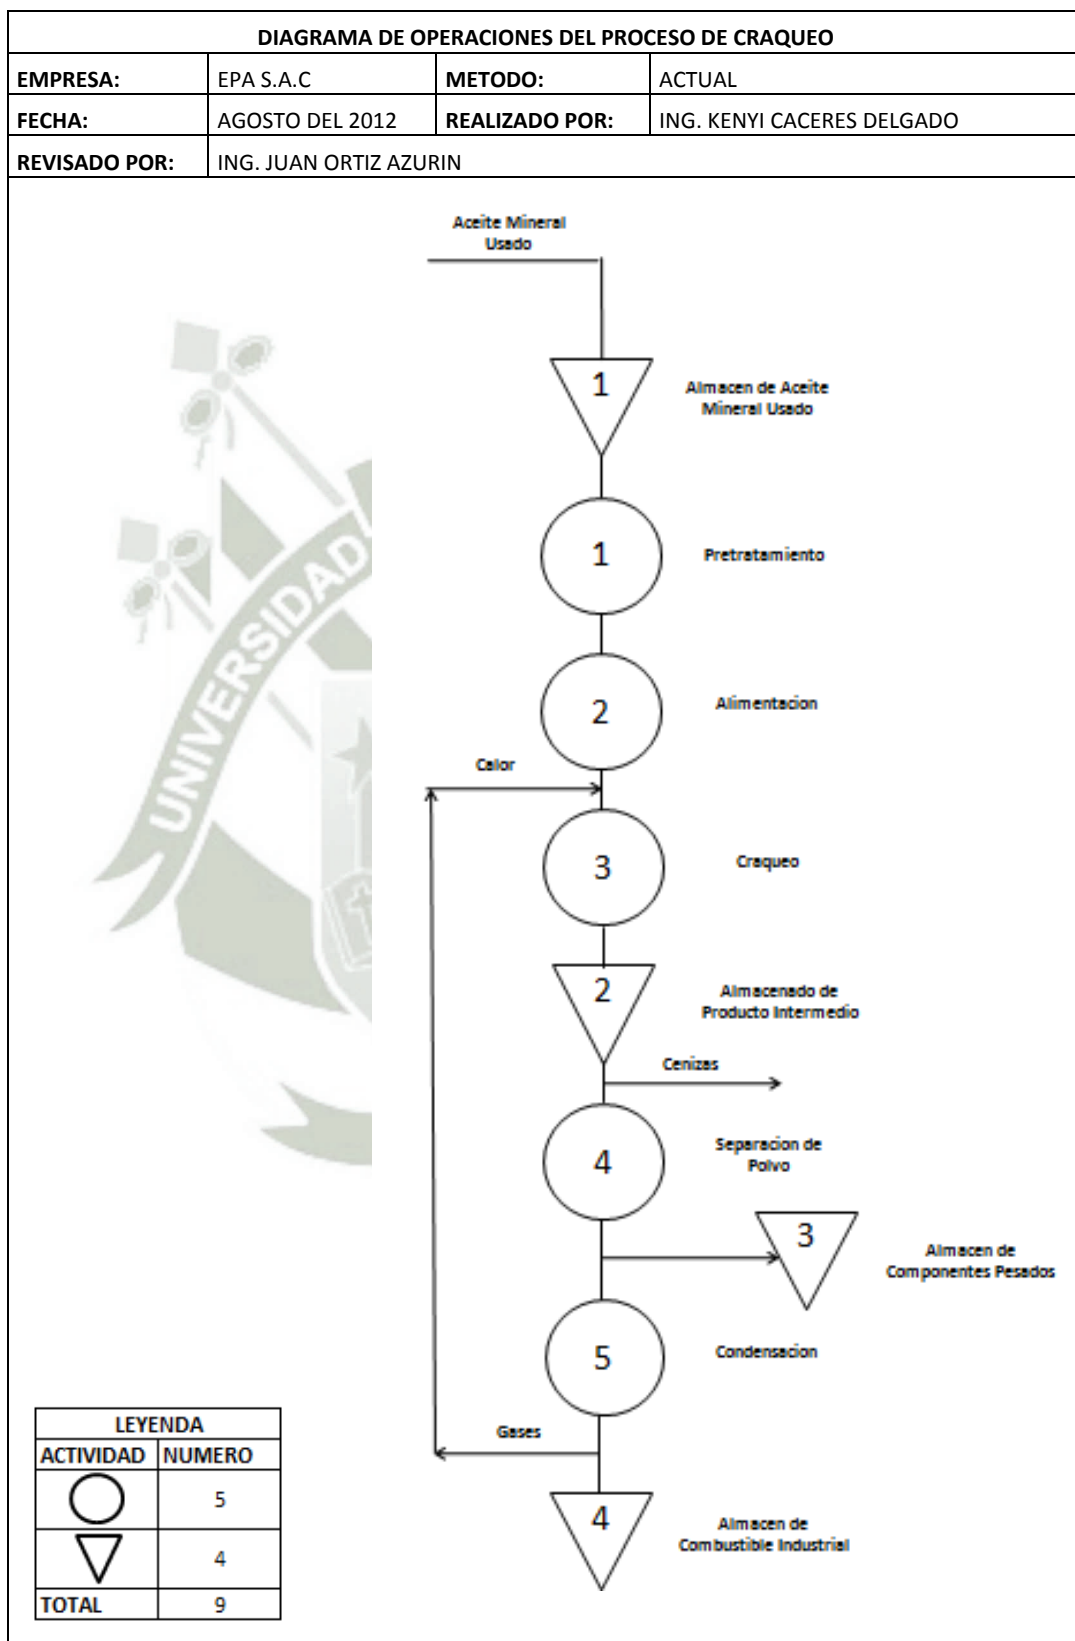 DIAGRAMA DE OPERACIONES DEL PROCESO DE CRAQUEO
EMPRESA: EPA S.A.C METODO: ACTUAL
FECHA: AGOSTO DEL 2012 REALIZADO POR: ING. KENYI CACERES DELGADO
REVISADO POR: ING. JUAN ORTIZ AZURIN
Aceite Mineral
Usado
1
Almacen de Aceite
Mineral Usado
1
Pretratamiento
2
Alimentacion
Calor
3
Craqueo
2
Almacenado de
Producto Intermedio
Cenizas
4
Separacion de
Polvo
3
Almacen de
Componentes Pesados
5
Condensacion
Gases
4
Almacen de
Combustible Industrial
LEYENDA
ACTIVIDAD NUMERO
5
4
TOTAL 9
UNIVERSIDAD